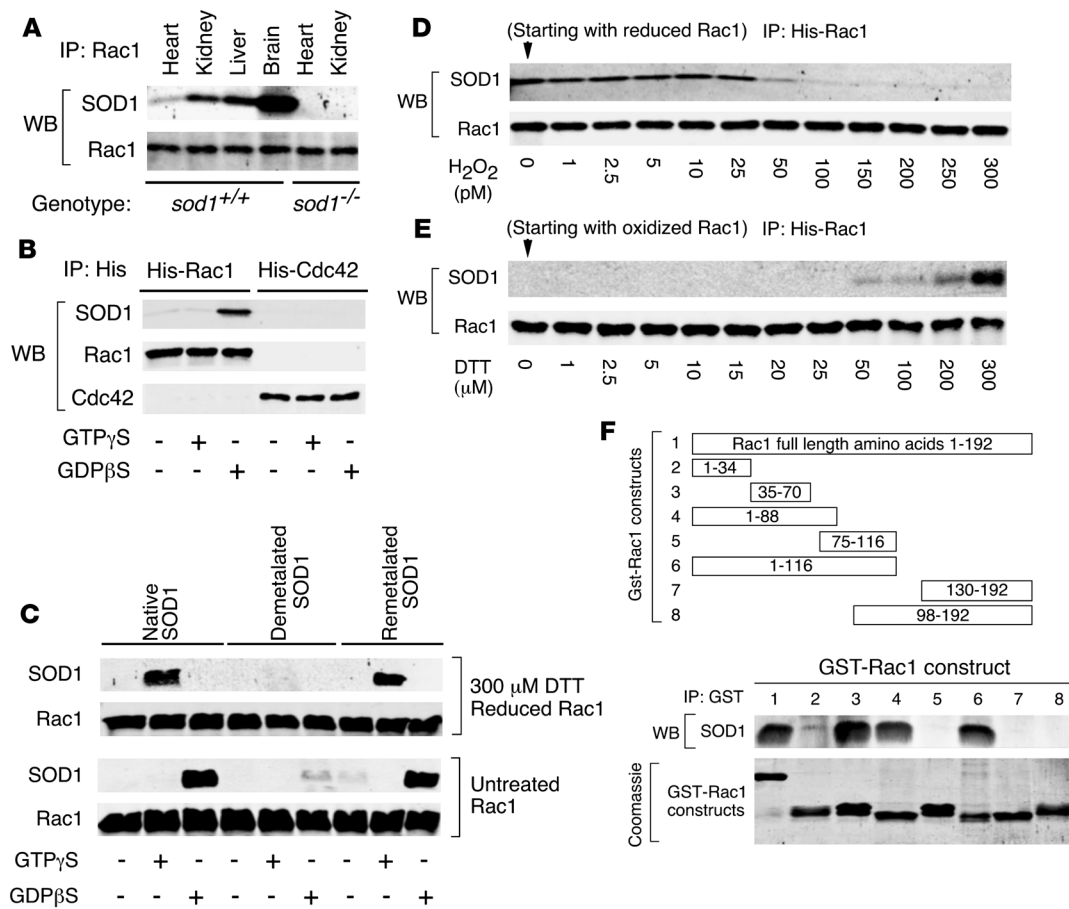 A
IP: Rac1
Heart
Kidney
Liver
Brain
Heart
Kidney
WB
SOD1
Rac1
Genotype:
sod1+/+
sod1-/-
B
IP: His
His-Rac1
His-Cdc42
WB
SOD1
Rac1
Cdc42
GTPγS - + - - + -
GDPβS - - + - - +
C
Native SOD1
Demetalated SOD1
Remetalated SOD1
SOD1
Rac1
300 µM DTT
Reduced Rac1
SOD1
Rac1
Untreated
Rac1
GTPγS - + - - + - - + -
GDPβS - - + - - + - - +
D
(Starting with reduced Rac1) IP: His-Rac1
WB
SOD1
Rac1
H2O2
(pM)
0 1 2.5 5 10 25 50 100 150 200 250 300
E
(Starting with oxidized Rac1) IP: His-Rac1
WB
SOD1
Rac1
DTT
(µM)
0 1 2.5 5 10 15 20 25 50 100 200 300
F
Gst-Rac1 constructs
1 Rac1 full length amino acids 1-192
2 1-34
3 35-70
4 1-88
5 75-116
6 1-116
7 130-192
8 98-192
GST-Rac1 construct
IP: GST 1 2 3 4 5 6 7 8
WB SOD1
Coomassie
GST-Rac1
constructs